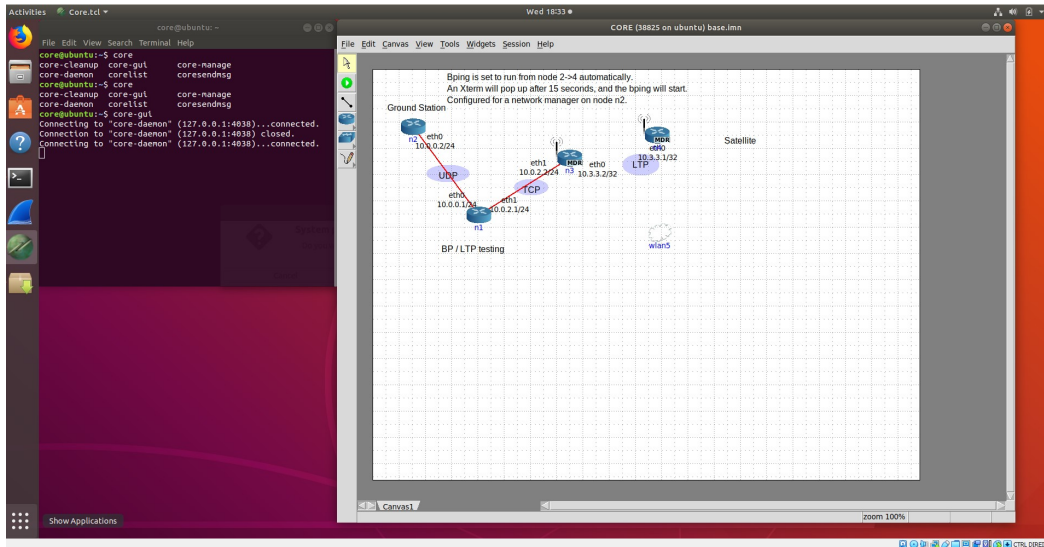 Activities
Core.tcl
Wed 18:33
core@ubuntu: ~
File Edit View Search Terminal Help
core@ubuntu:~$ core
core-cleanup core-gui core-manage
core-daemon corelist coresendmsg
core@ubuntu:~$ core
core-cleanup core-gui core-manage
core-daemon corelist coresendmsg
core@ubuntu:~$ core-gui
Connecting to "core-daemon" (127.0.0.1:4038)...connected.
Connection to "core-daemon" (127.0.0.1:4038) closed.
Connecting to "core-daemon" (127.0.0.1:4038)...connected.
Show Applications
CORE (38825 on ubuntu) base.imn
File Edit Canvas View Tools Widgets Session Help
Bping is set to run from node 2->4 automatically.
An Xterm will pop up after 15 seconds, and the bping will start.
Configured for a network manager on node n2.
Ground Station
n2
eth0
10.0.0.2/24
UDP
eth0
10.0.0.1/24
n1
eth1
10.0.2.1/24
TCP
eth1
10.0.2.2/24
MDR
n3
eth0
10.3.3.2/32
MDR
10.3.3.1/32
LTP
Satellite
wlan5
BP / LTP testing
Canvas1
zoom 100%
CTRL DIREI